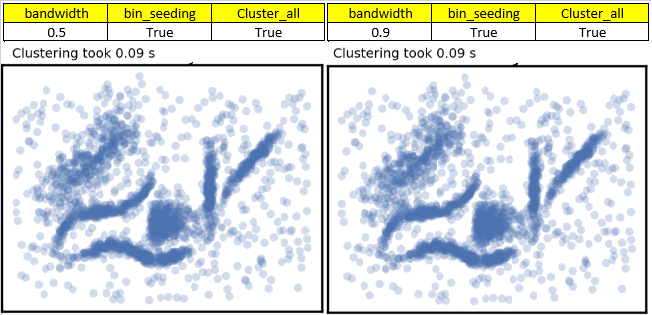 bandwidth bin_seeding Cluster_all
0.5 True True
Clustering took 0.09 s
bandwidth bin_seeding Cluster_all
0.9 True True
Clustering took 0.09 s